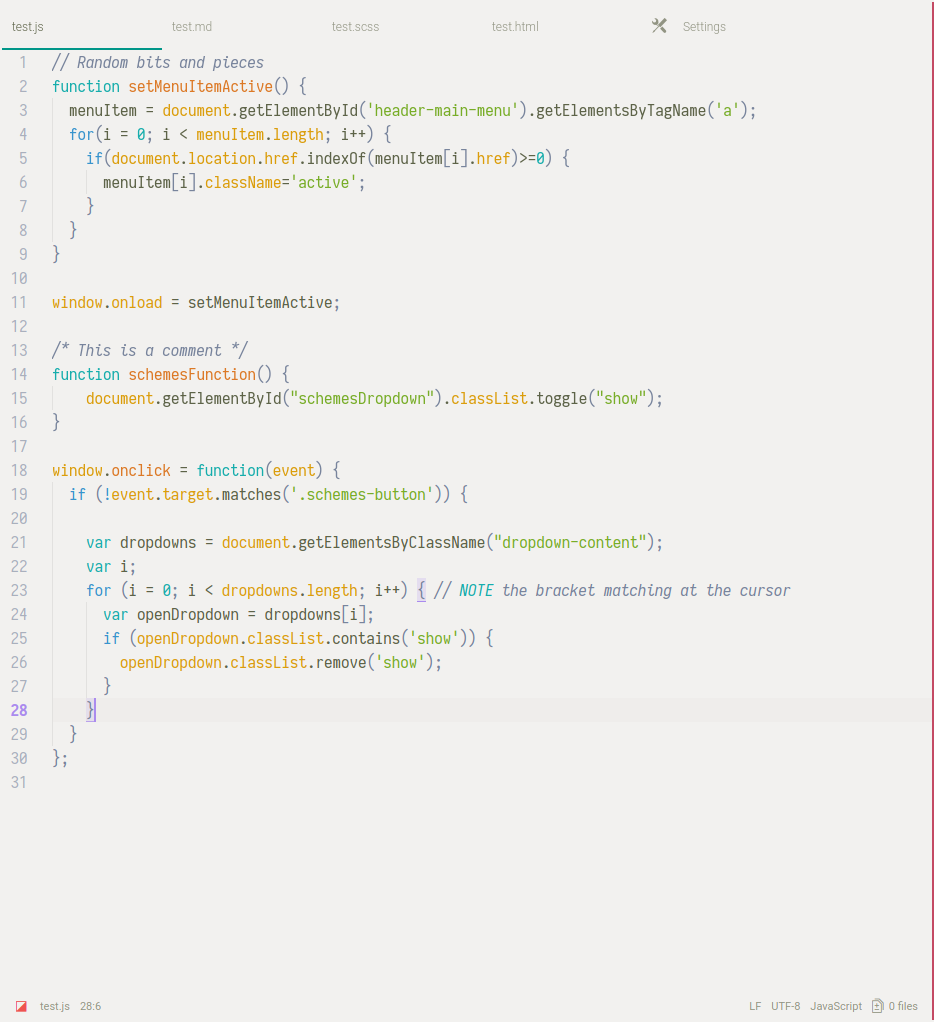 test.js test.md test.scss test.html Settings
1 // Random bits and pieces
2 function setMenuItemActive() {
3   menuItem = document.getElementById('header-main-menu').getElementsByTagName('a');
4   for(i = 0; i < menuItem.length; i++) {
5     if(document.location.href.indexOf(menuItem[i].href)>=0) {
6       menuItem[i].className='active';
7     }
8   }
9 }
10
11 window.onload = setMenuItemActive;
12
13 /* This is a comment */
14 function schemesFunction() {
15     document.getElementById("schemesDropdown").classList.toggle("show");
16 }
17
18 window.onclick = function(event) {
19   if (!event.target.matches('.schemes-button')) {
20
21     var dropdowns = document.getElementsByClassName("dropdown-content");
22     var i;
23     for (i = 0; i < dropdowns.length; i++) { // NOTE the bracket matchng at the cursor
24       var openDropdown = dropdowns[i];
25       if (openDropdown.classList.contains('show')) {
26         openDropdown.classList.remove('show');
27       }
28     }
29   }
30 };
31
test.js 28:6 LF UTF-8 JavaScript 0 files